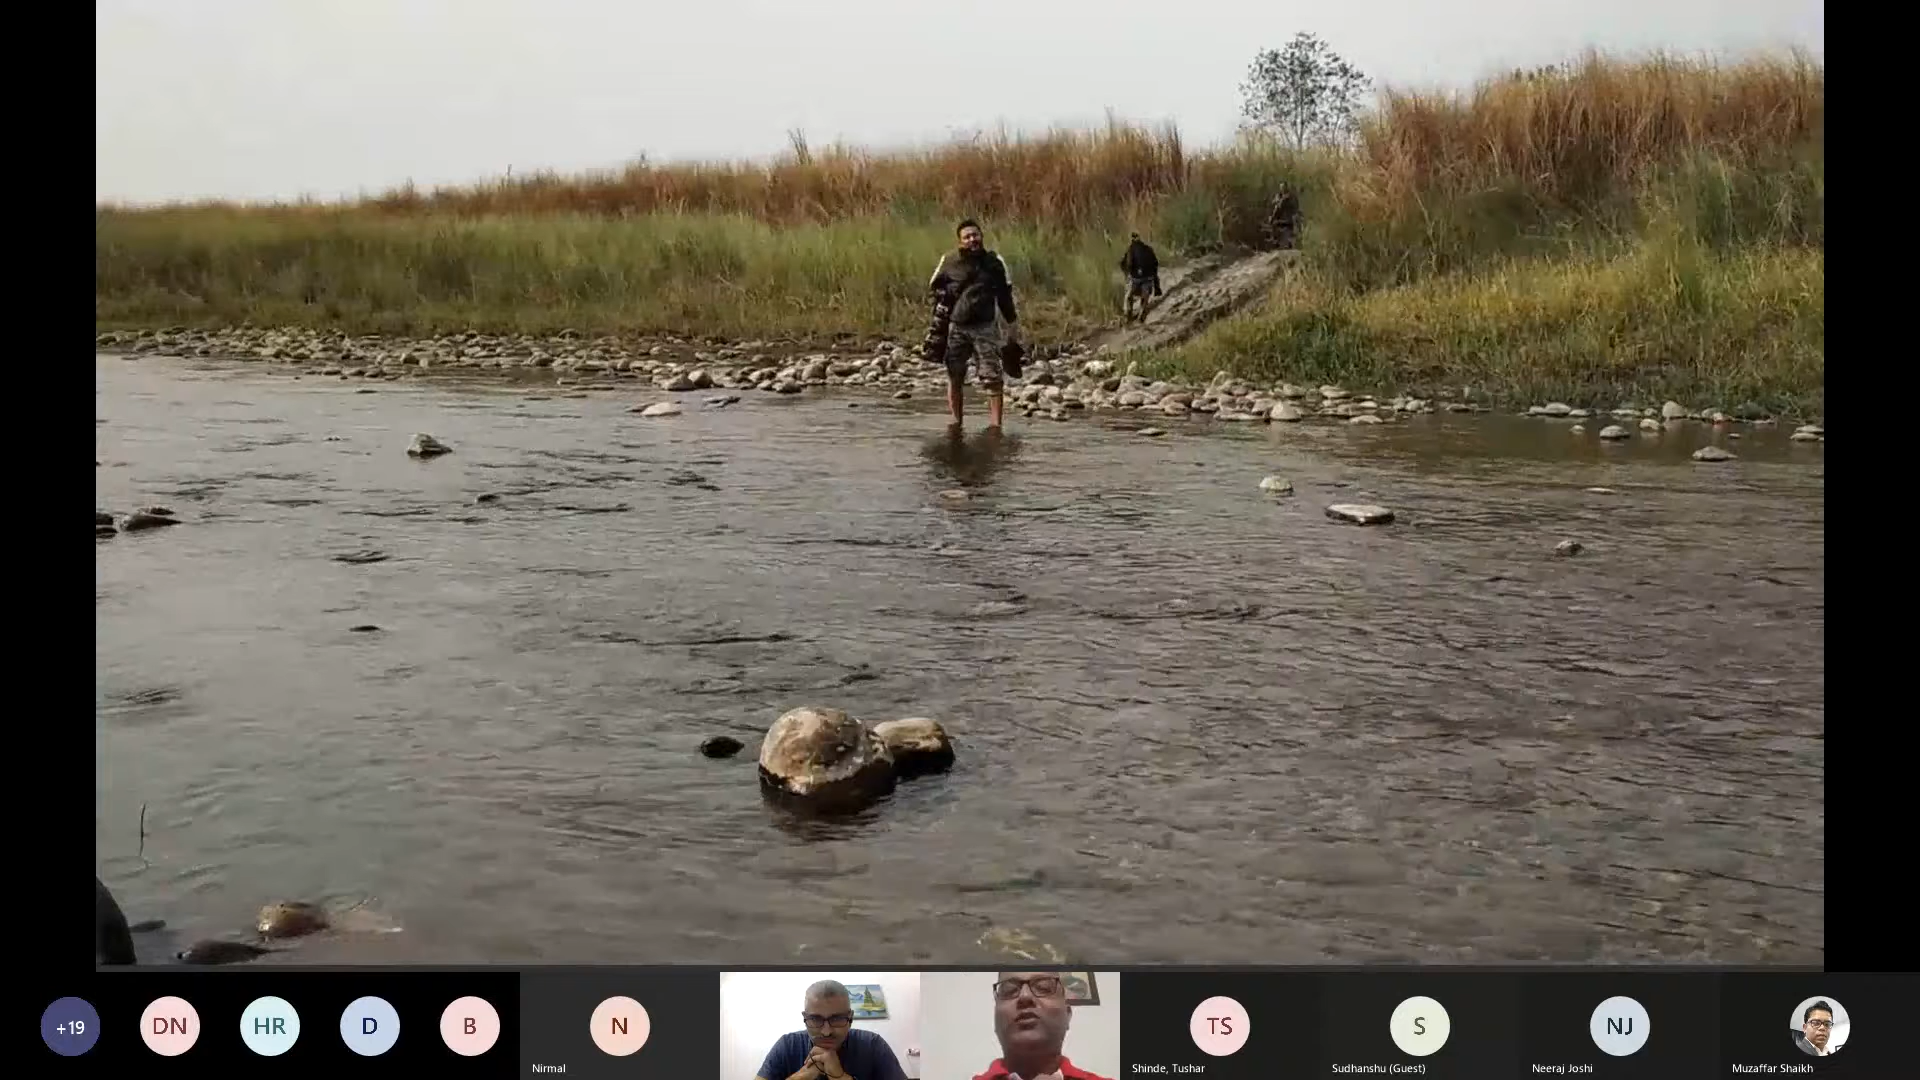 +19
DN
HR
D
B
N
Nirmal
TS
Shinde, Tushar
S
Sudhanshu (Guest)
NJ
Neeraj Joshi
Muzaffar Shaikh